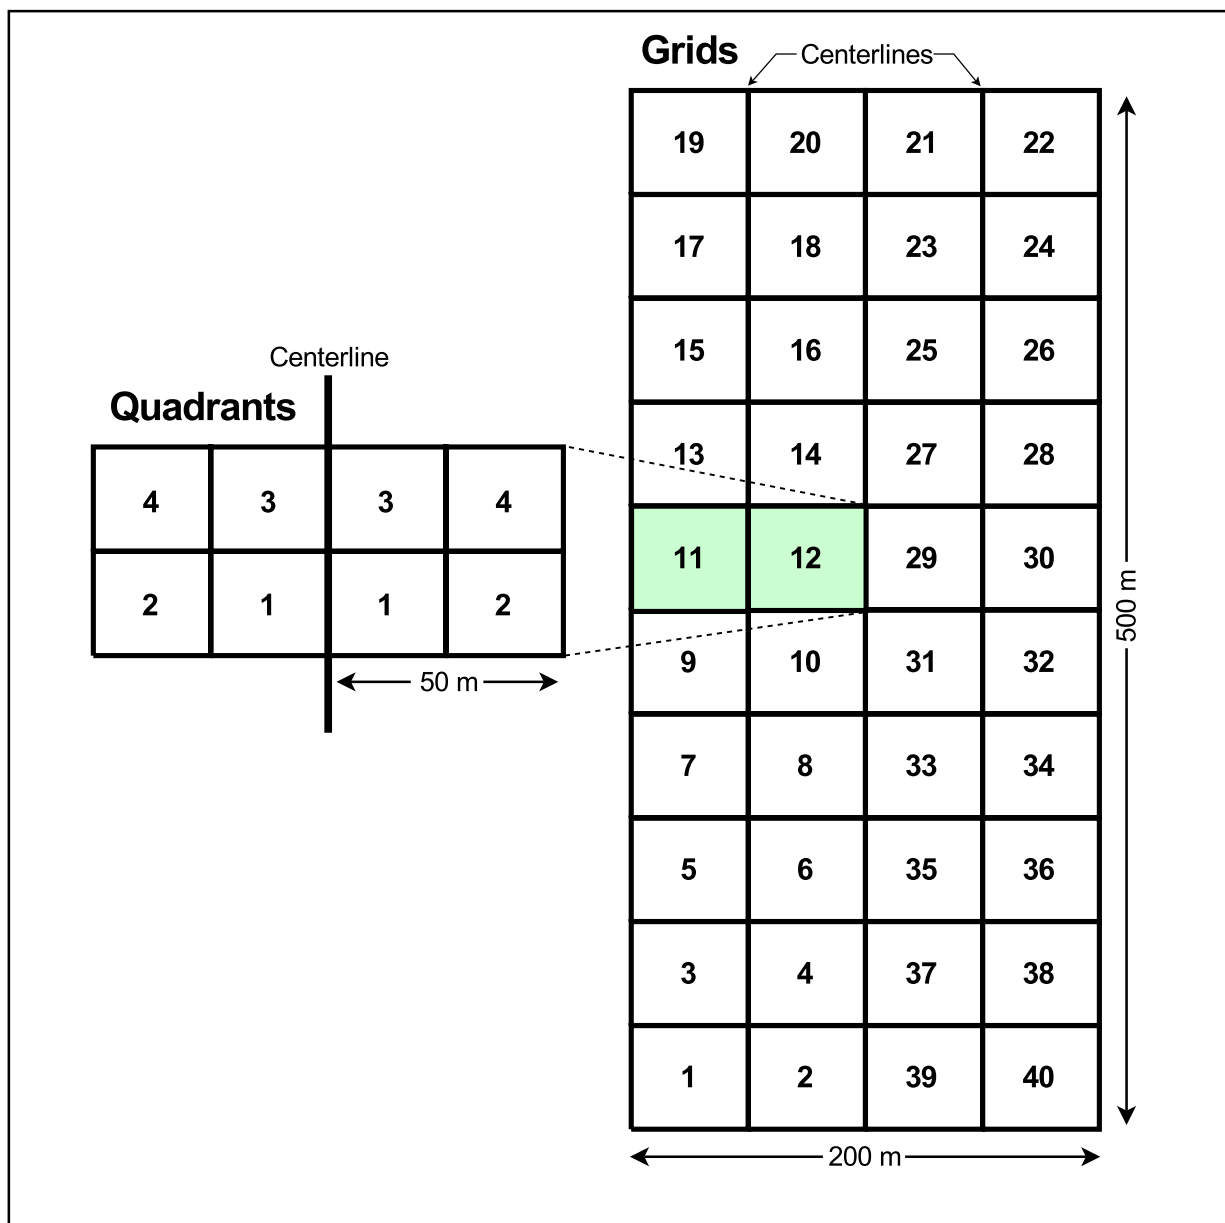 Grids
Centerlines
19 20 21 22
17 18 23 24
15 16 25 26
Centerline
Quadrants
13 14 27 28
4 3 3 4
11 12 29 30
2 1 1 2
500 m
9 10 31 32
50 m
7 8 33 34
5 6 35 36
3 4 37 38
1 2 39 40
200 m